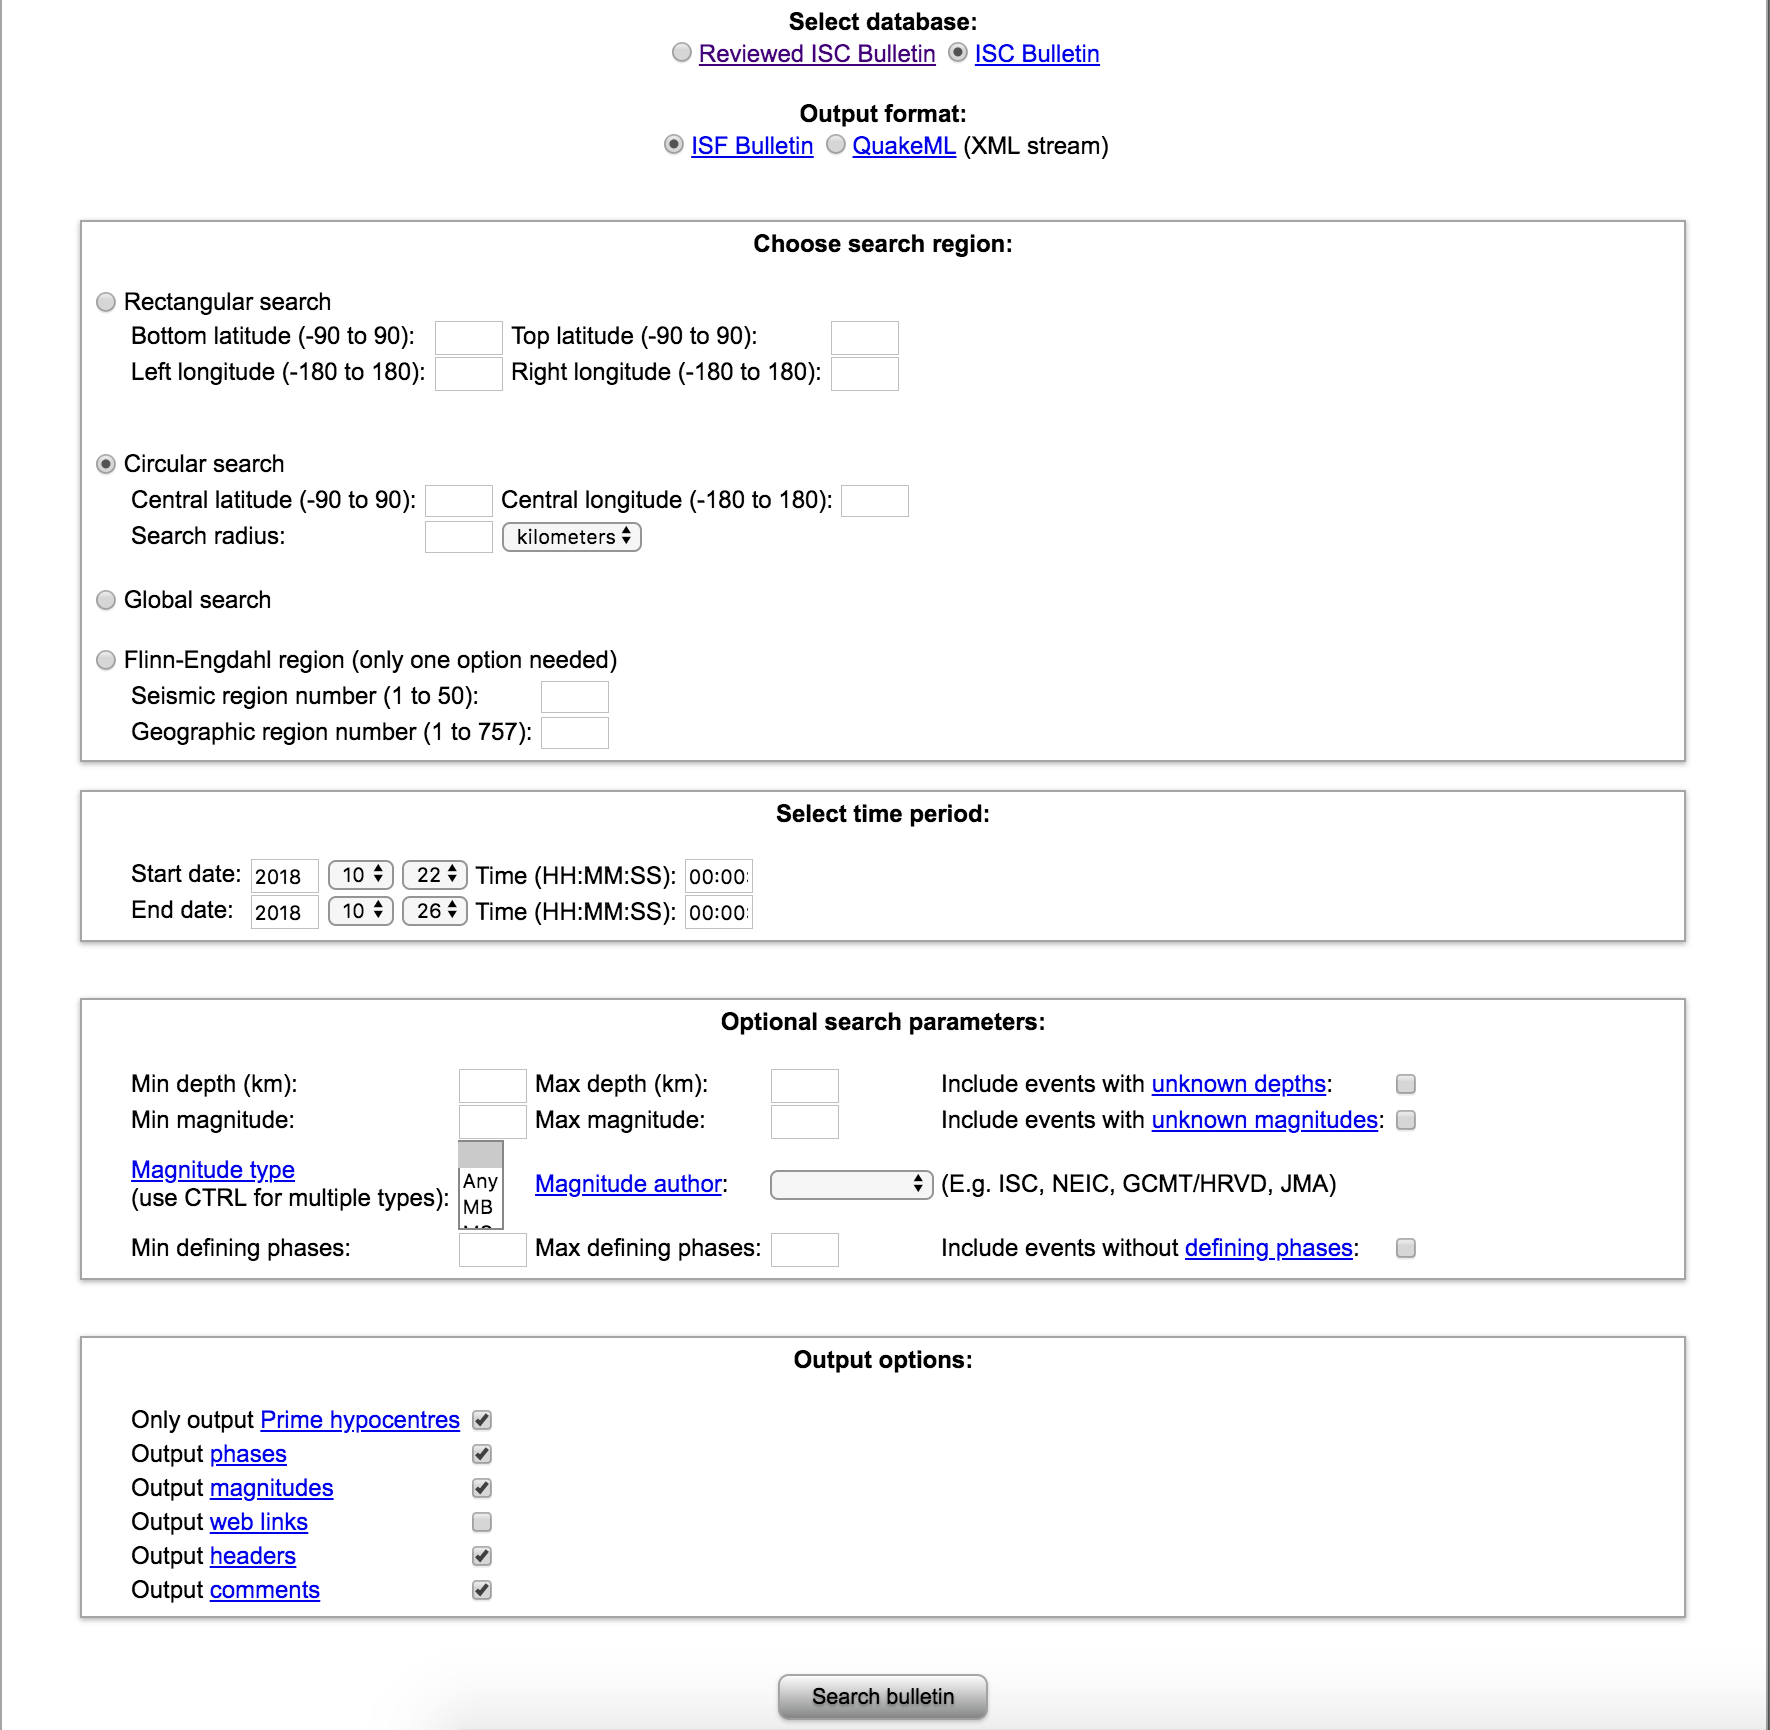 Select database:
Reviewed ISC Bulletin ISC Bulletin
Output format:
ISF Bulletin QuakeML (XML stream)
Choose search region:
Rectangular search
Bottom latitude (-90 to 90): Top latitude (-90 to 90):
Left longitude (-180 to 180): Right longitude (-180 to 180):
Circular search
Central latitude (-90 to 90): Central longitude (-180 to 180):
Search radius: kilometers
Global search
Flinn-Engdahl region (only one option needed)
Seismic region number (1 to 50):
Geographic region number (1 to 757):
Select time period:
Start date: 2018 10 22 Time (HH:MM:SS): 00:00:
End date: 2018 10 26 Time (HH:MM:SS): 00:00:
Optional search parameters:
Min depth (km): Max depth (km): Include events with unknown depths:
Min magnitude: Max magnitude: Include events with unknown magnitudes:
Magnitude type
(use CTRL for multiple types): Any
MB
Magnitude author: (E.g. ISC, NEIC, GCMT/HRVD, JMA)
Min defining phases: Max defining phases: Include events without defining phases:
Output options:
Only output Prime hypocentres
Output phases
Output magnitudes
Output web links
Output headers
Output comments
Search bulletin